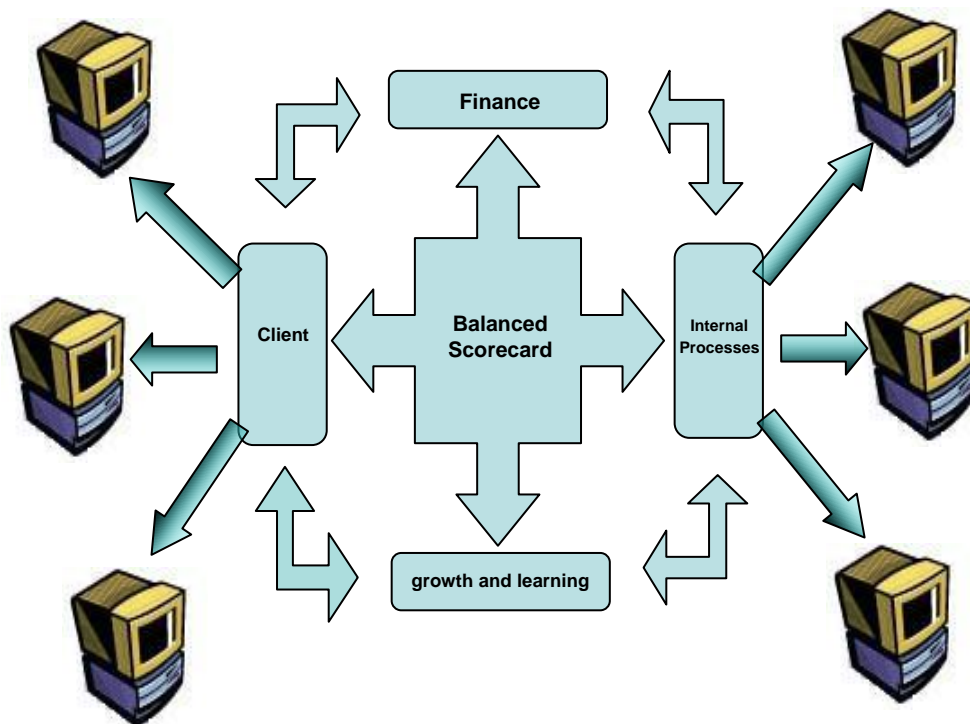 Finance
Client
Balanced
Scorecard
Internal
Processes
growth and learning